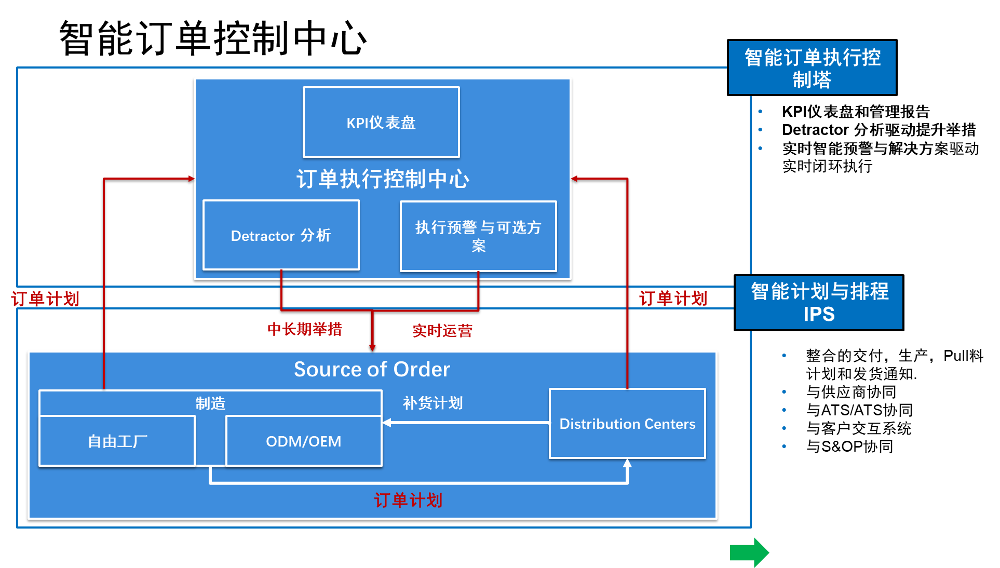 智能订单控制中心
智能订单执行控
制塔
KPI仪表盘
• KPI仪表盘和管理报告
• Detractor 分析驱动提升举措
• 实时智能预警与解决方案驱动
实时闭环执行
订单执行控制中心
Detractor 分析
执行预警 与可选方
案
订单计划
订单计划
智能计划与排程
IPS
中长期举措
实时运营
Source of Order
制造
补货计划
自由工厂
ODM/OEM
Distribution Centers
订单计划
• 整合的交付，生产，Pull料
计划和发货通知.
• 与供应商协同
• 与ATS/ATS协同
• 与客户交互系统
• 与S&OP协同